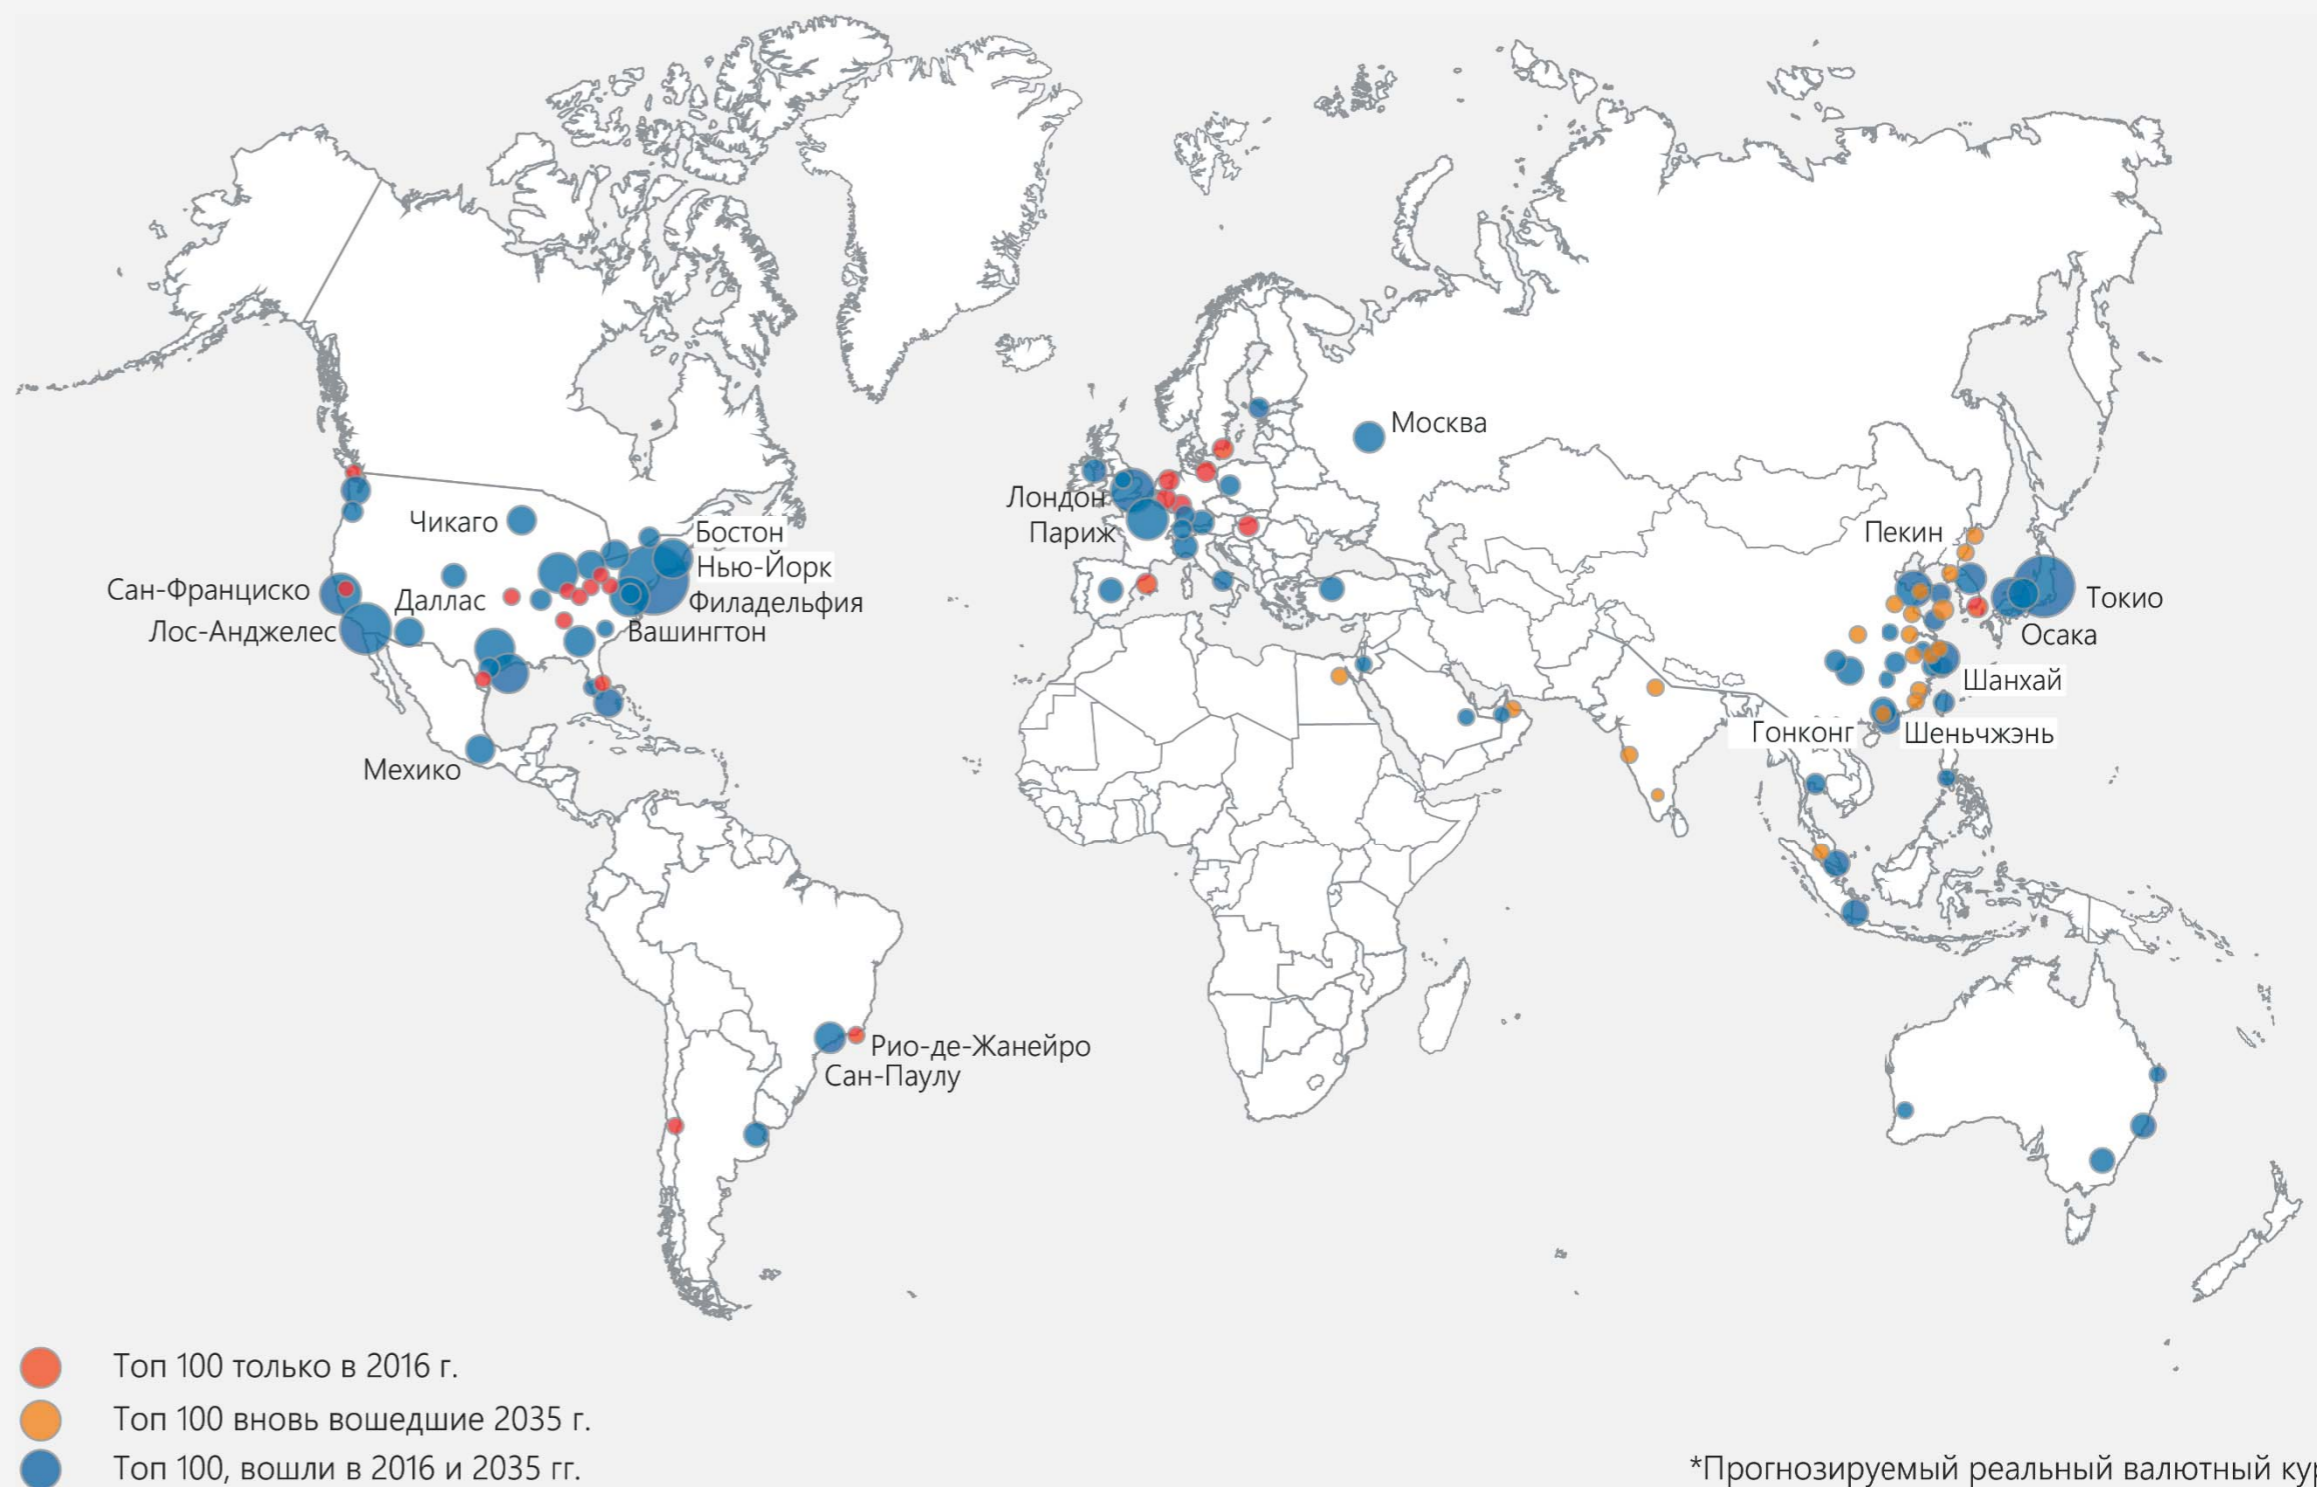 Москва
Лондон
Париж
Чикаго
Бостон
Нью-Йорк
Пекин
Сан-Франциско
Даллас
Филадельфия
Токио
Лос-Анджелес
Вашингтон
Осака
Шанхай
Гонконг
Шеньчжэнь
Мехико
Рио-де-Жанейро
Сан-Паулу
Топ 100 только в 2016 г.
Топ 100 вновь вошедшие 2035 г.
Топ 100, вошли в 2016 и 2035 гг.
*Прогнозируемый реальный валютный